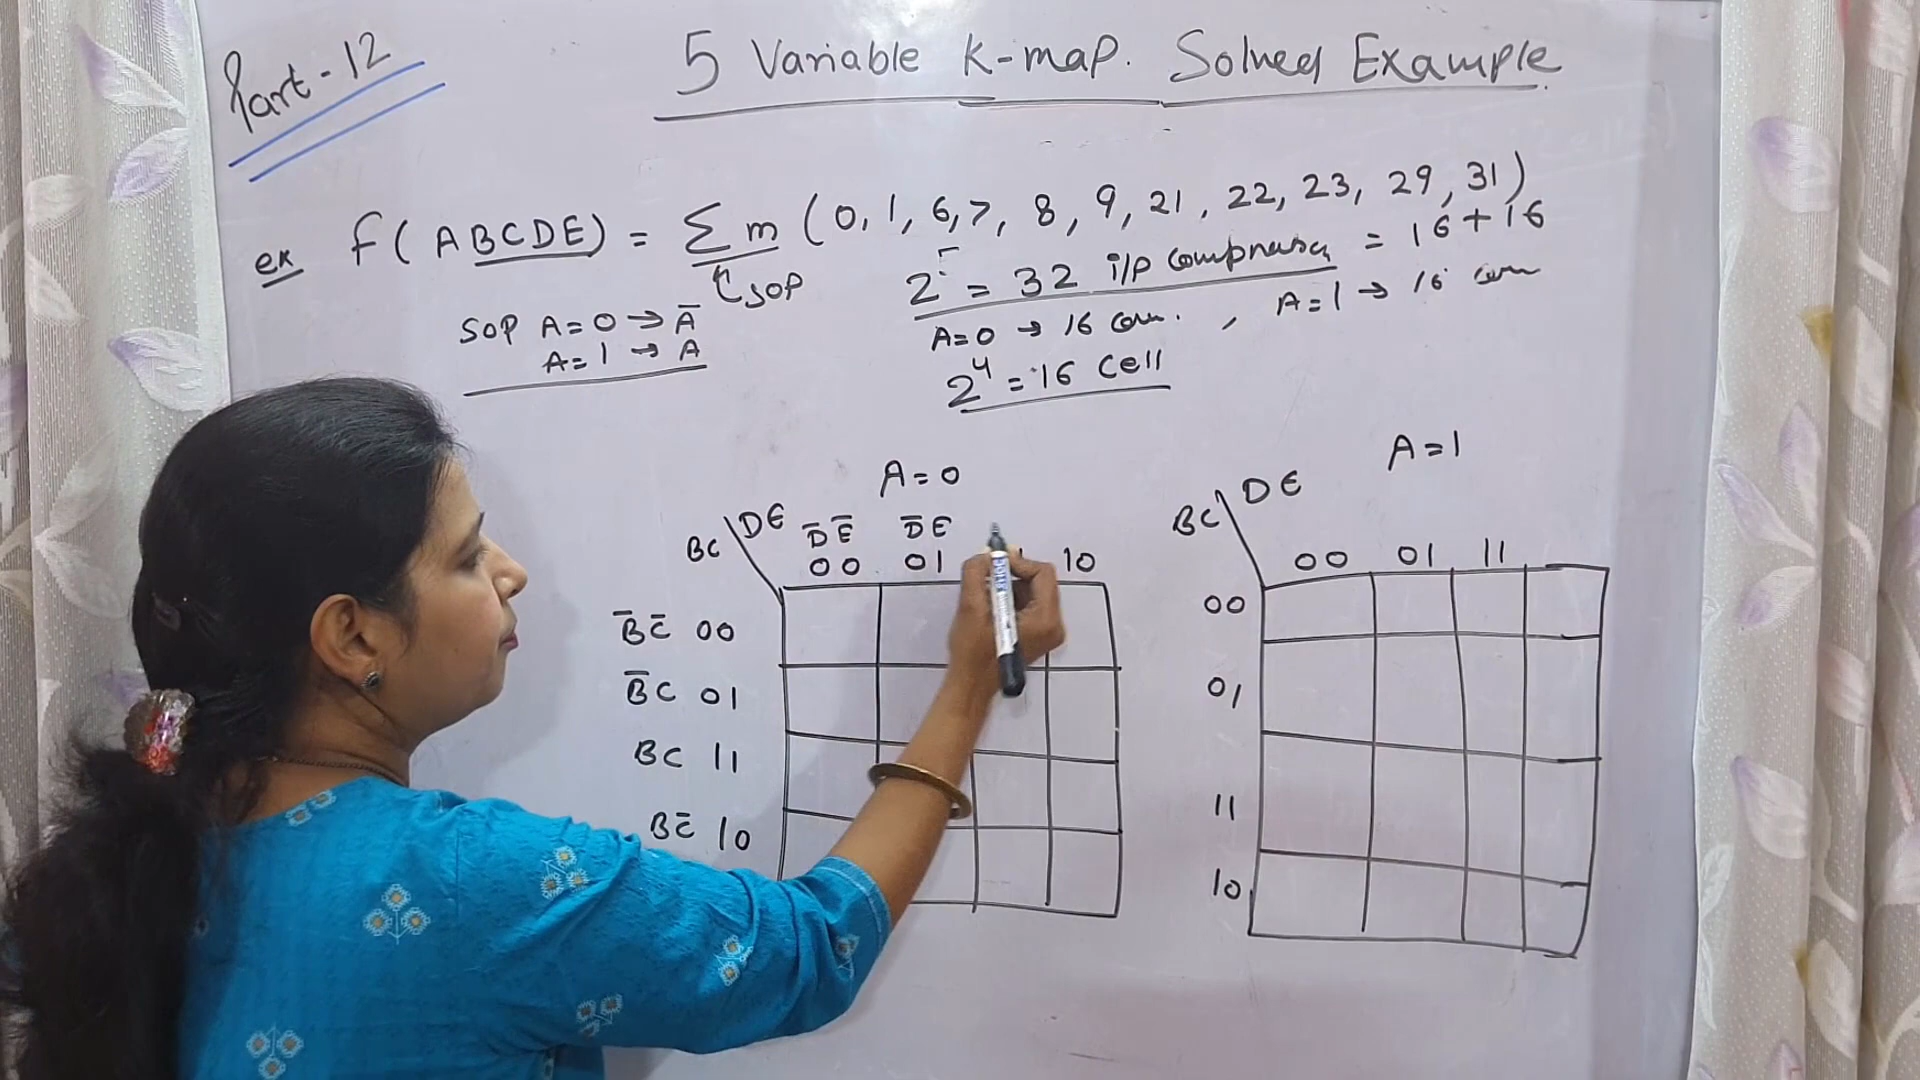 Part-12
5 Variable K-map. Solved Example.
ex f(ABCDE) = Σm (0, 1, 6, 7, 8, 9, 21, 22, 23, 29, 31)
SOP
2⁵ = 32 i/p = 16 + 16
SOP A=0 → A̅
A=1 → A
A=0 → 16 com. , A=1 → 16 com
2⁴ = 16 Cell
A=0
BC DE D̅E̅ D̅E
00 01 10
B̅C̅ 00
B̅C 01
BC 11
BC̅ 10
A=1
BC DE
00 01 11
00
01
11
10